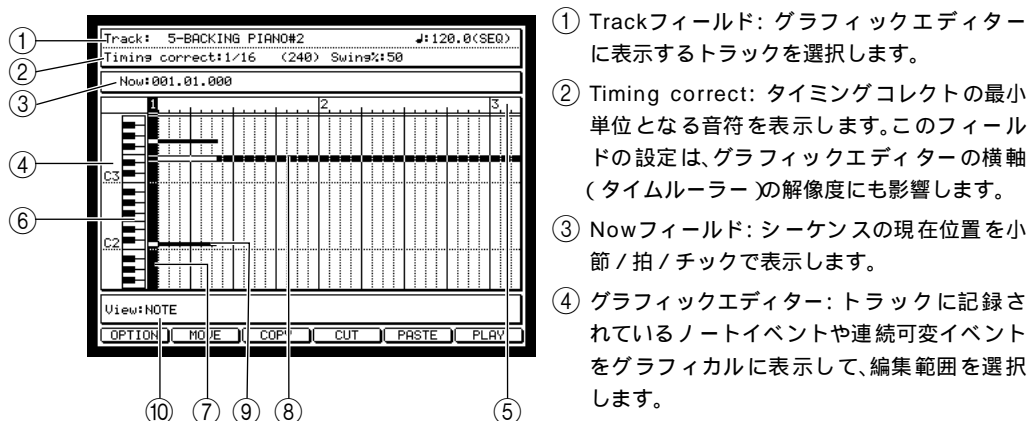 ①
②
③
④
⑥
Track: 5-BACKING PIANO#2 ♩:120.0(SEQ)
Timing correct:1/16 (240) Swing%:50
Now:001.01.000
1 2 3
C3
C2
View:NOTE
OPTION MOVE COPY CUT PASTE PLAY
⑩ ⑦ ⑨ ⑧ ⑤
① Trackフィールド: グラフィックエディター
に表示するトラックを選択します。
② Timing correct: タイミングコレクトの最小
単位となる音符を表示します。このフィール
ドの設定は、グラフィックエディターの横軸
(タイムルーラー)の解像度にも影響します。
③ Nowフィールド: シーケンスの現在位置を小
節 / 拍 / チックで表示します。
④ グラフィックエディター: トラックに記録さ
れているノートイベントや連続可変イベント
をグラフィカルに表示して、編集範囲を選択
します。